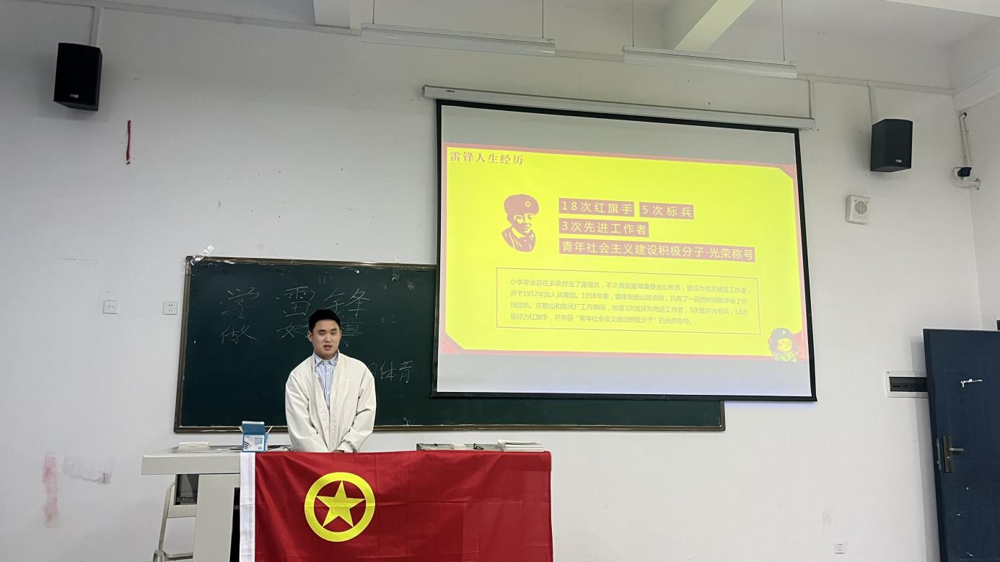 雷锋人生经历
18次红旗手 5次标兵
3次先进工作者
青年社会主义建设积极分子·光荣称号
小学毕业后在乡政府当了通信员，不久调到望城县委当公务员，被评为机关模范工作者，
并于1957年加入共青团。1958年春，雷锋到团山湖农场，只用了一周的时间就学会了开
拖拉机。在鞍山和焦化厂工作期间，他曾3次被评为先进工作者，5次被评为标兵，18次
被评为红旗手，并荣获“青年社会主义建设积极分子”的光荣称号。
学 雷锋
做 好事
体育